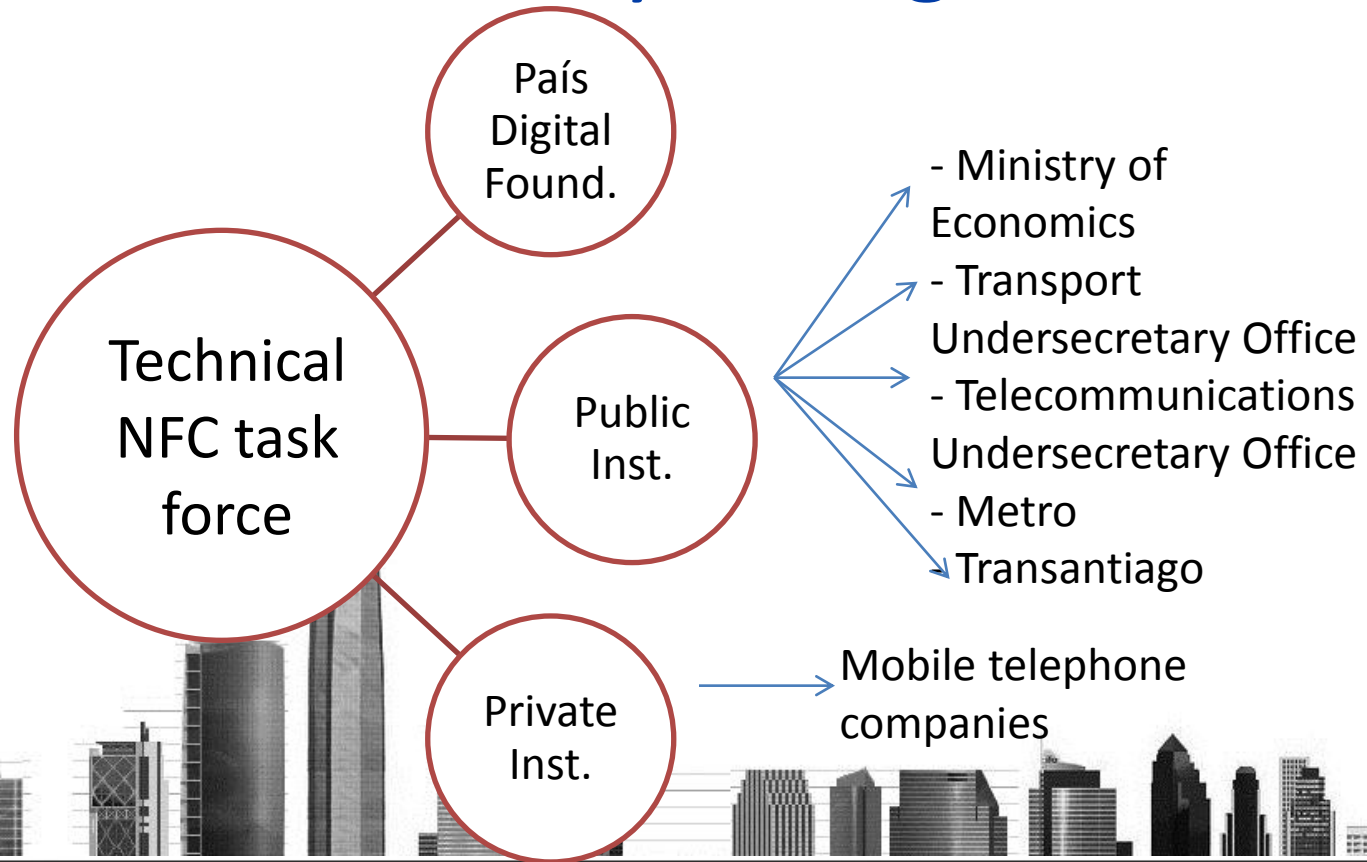 País
Digital
Found.
Technical
NFC task
force
Public
Inst.
- Ministry of
Economics
- Transport
Undersecretary Office
- Telecommunications
Undersecretary Office
- Metro
- Transantiago
Private
Inst.
Mobile telephone
companies